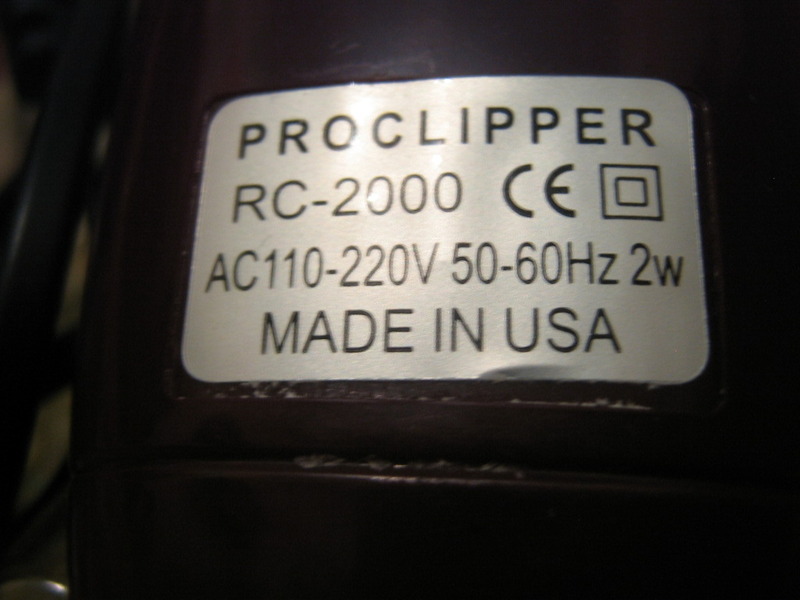 PROCLIPPER
RC-2000 CE
AC110-220V 50-60Hz 2w
MADE IN USA